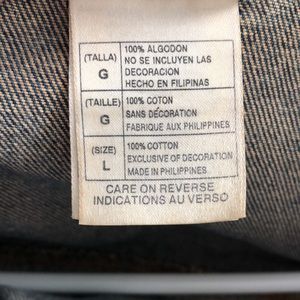 (TALLA)
G
100% ALGODON
NO SE INCLUYEN LAS
DECORACION
HECHO EN FILIPINAS
(TAILLE)
G
100% COTON
SANS DÉCORATION
FABRIQUE AUX PHILIPPINES
(SIZE)
L
100% COTTON
EXCLUSIVE OF DECORATION
MADE IN PHILIPPINES
CARE ON REVERSE
INDICATIONS AU VERSO